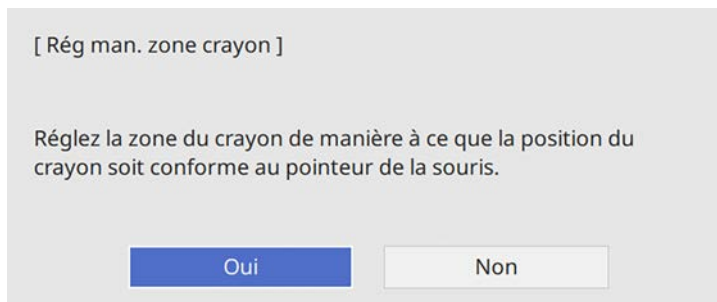 [ Rég man. zone crayon ]
Réglez la zone du crayon de manière à ce que la position du
crayon soit conforme au pointeur de la souris.
Oui
Non